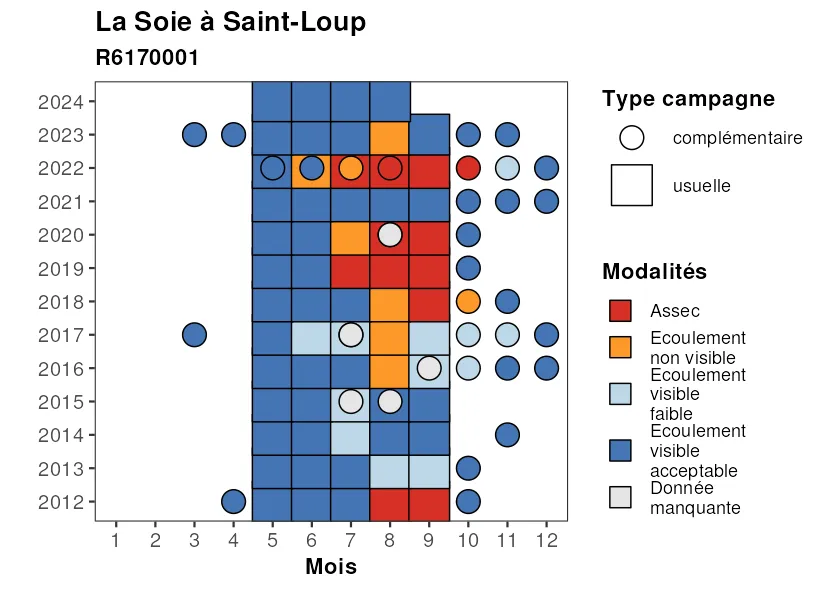 La Soie à Saint-Loup
R6170001
2024
2023
2022
2021
2020
2019
2018
2017
2016
2015
2014
2013
2012
1 2 3 4 5 6 7 8 9 10 11 12
Mois
Type campagne
complémentaire
usuelle
Modalités
Assec
Ecoulement
non visible
Ecoulement
visible
faible
Ecoulement
visible
acceptable
Donnée
manquante